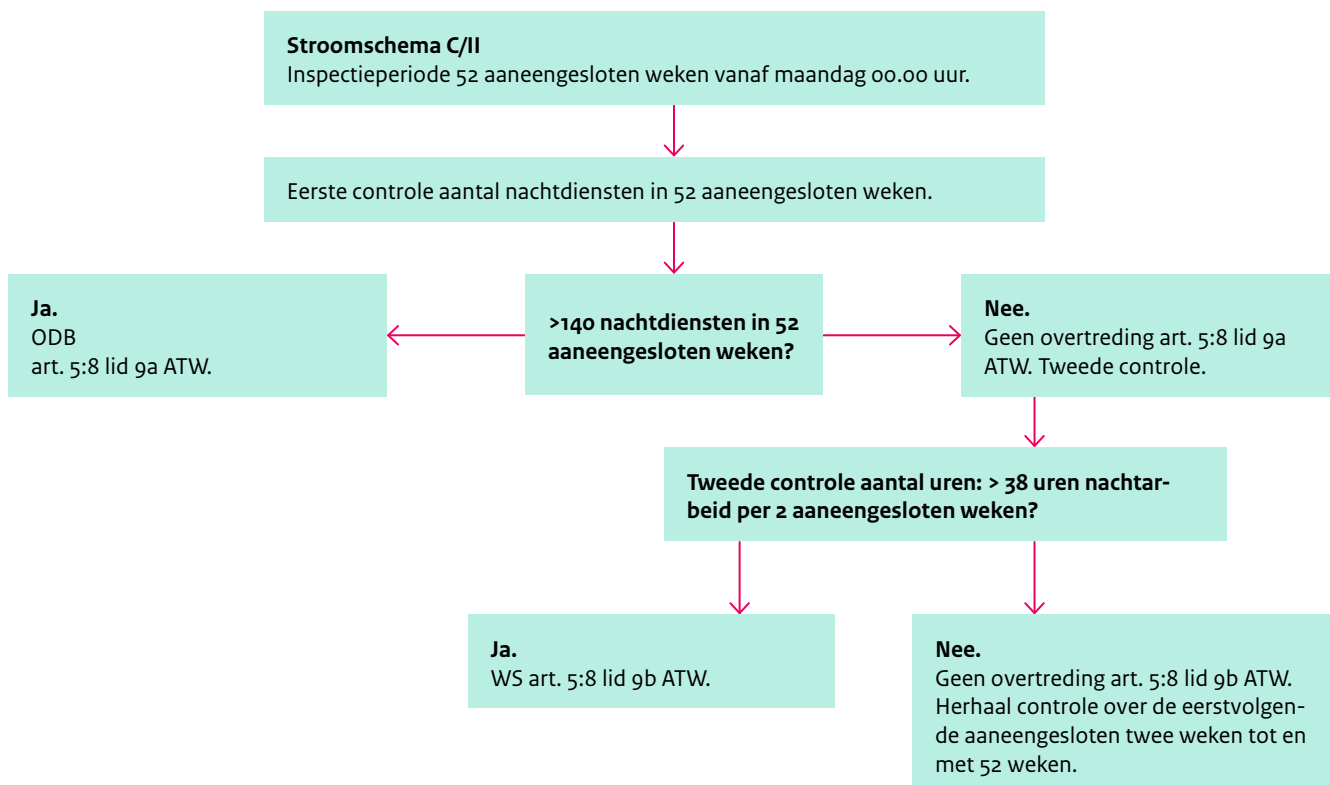 Stroomschema C/II
Inspectieperiode 52 aaneengesloten weken vanaf maandag 00.00 uur.
Eerste controle aantal nachtdiensten in 52 aaneengesloten weken.
Ja.
ODB
art. 5:8 lid 9a ATW.
>140 nachtdiensten in 52
aaneengesloten weken?
Nee.
Geen overtreding art. 5:8 lid 9a
ATW. Tweede controle.
Tweede controle aantal uren: > 38 uren nachtar-
beid per 2 aaneengesloten weken?
Ja.
WS art. 5:8 lid 9b ATW.
Nee.
Geen overtreding art. 5:8 lid 9b ATW.
Herhaal controle over de eerstvolgen-
de aaneengesloten twee weken tot en
met 52 weken.